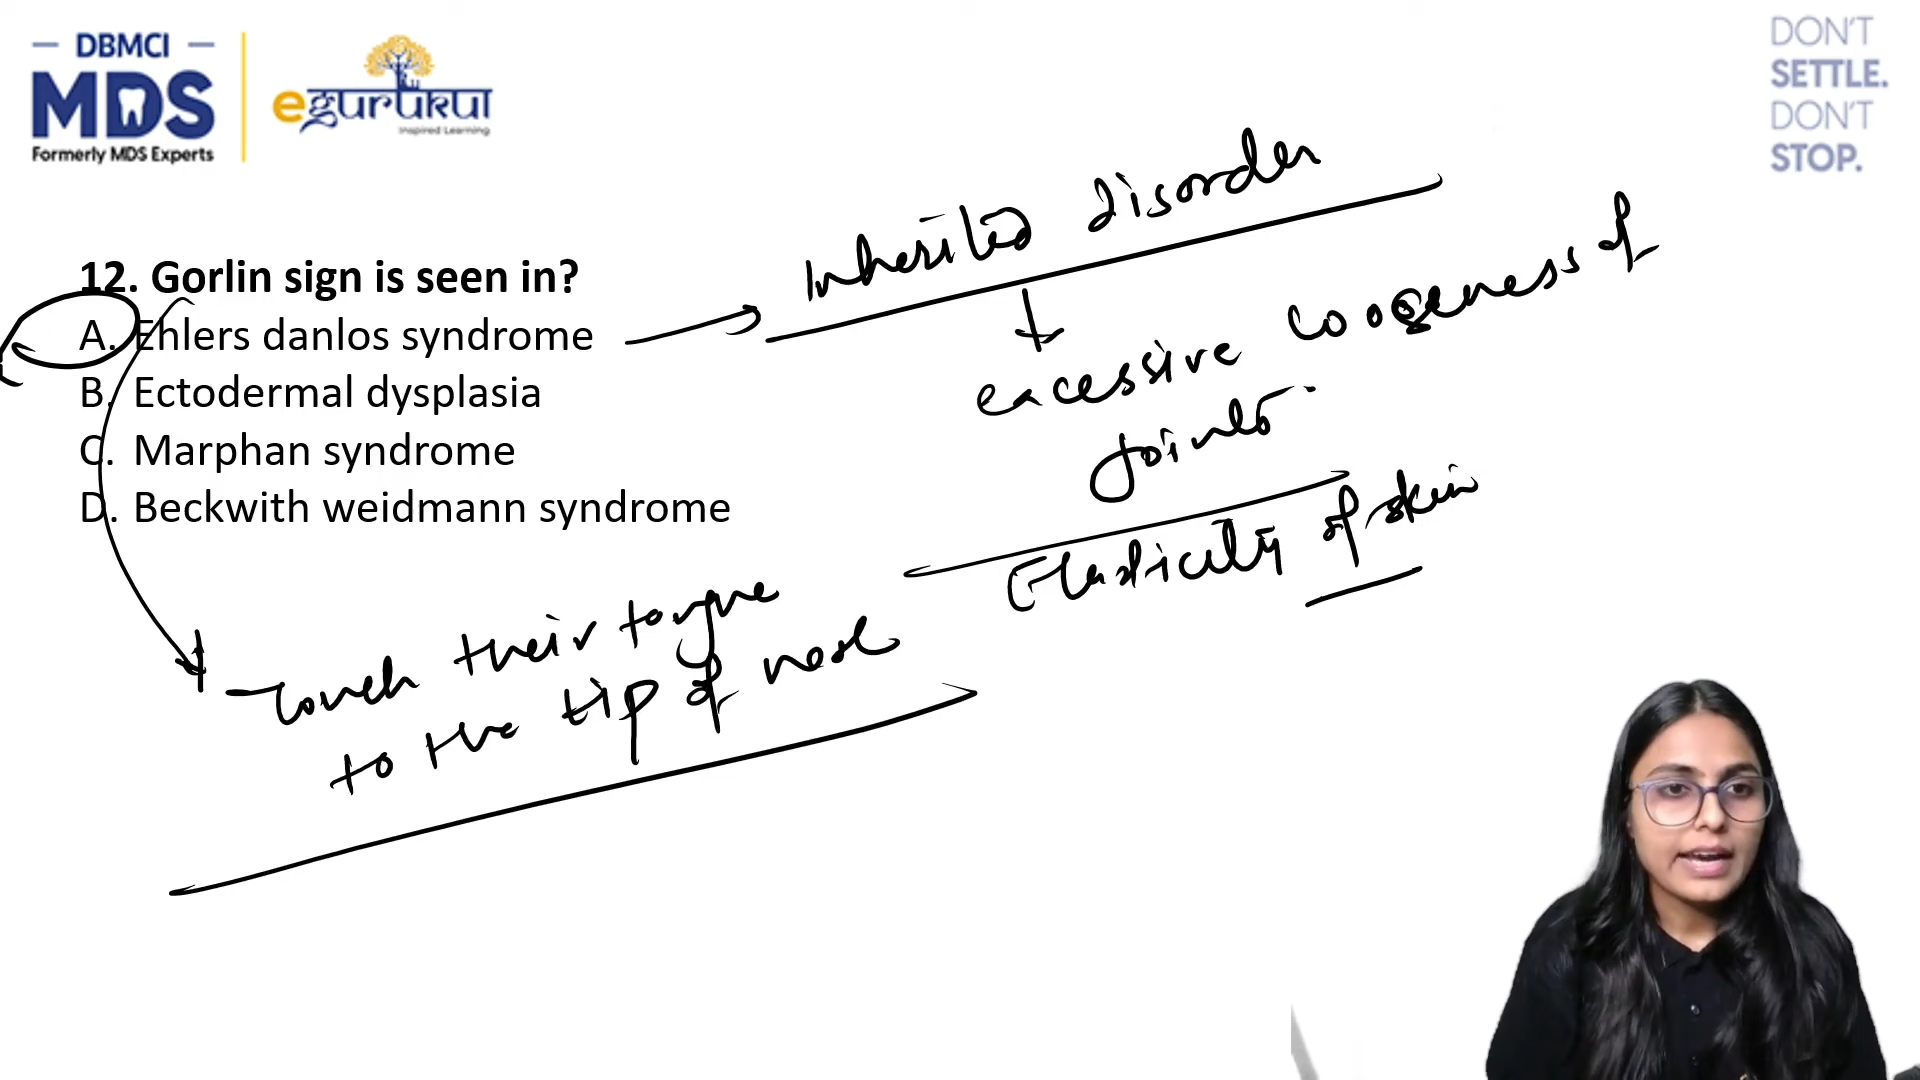 DBMCI
MDS
Formerly MDS Experts
egurukul
Inspired Learning
DON'T
SETTLE.
DON'T
STOP.
12. Gorlin sign is seen in?
A. Ehlers danlos syndrome
B. Ectodermal dysplasia
C. Marphan syndrome
D. Beckwith weidmann syndrome
Inherited disorder
excessive looseness of
joints
Elasticity of skin
Touch their tongue
to the tip of nose